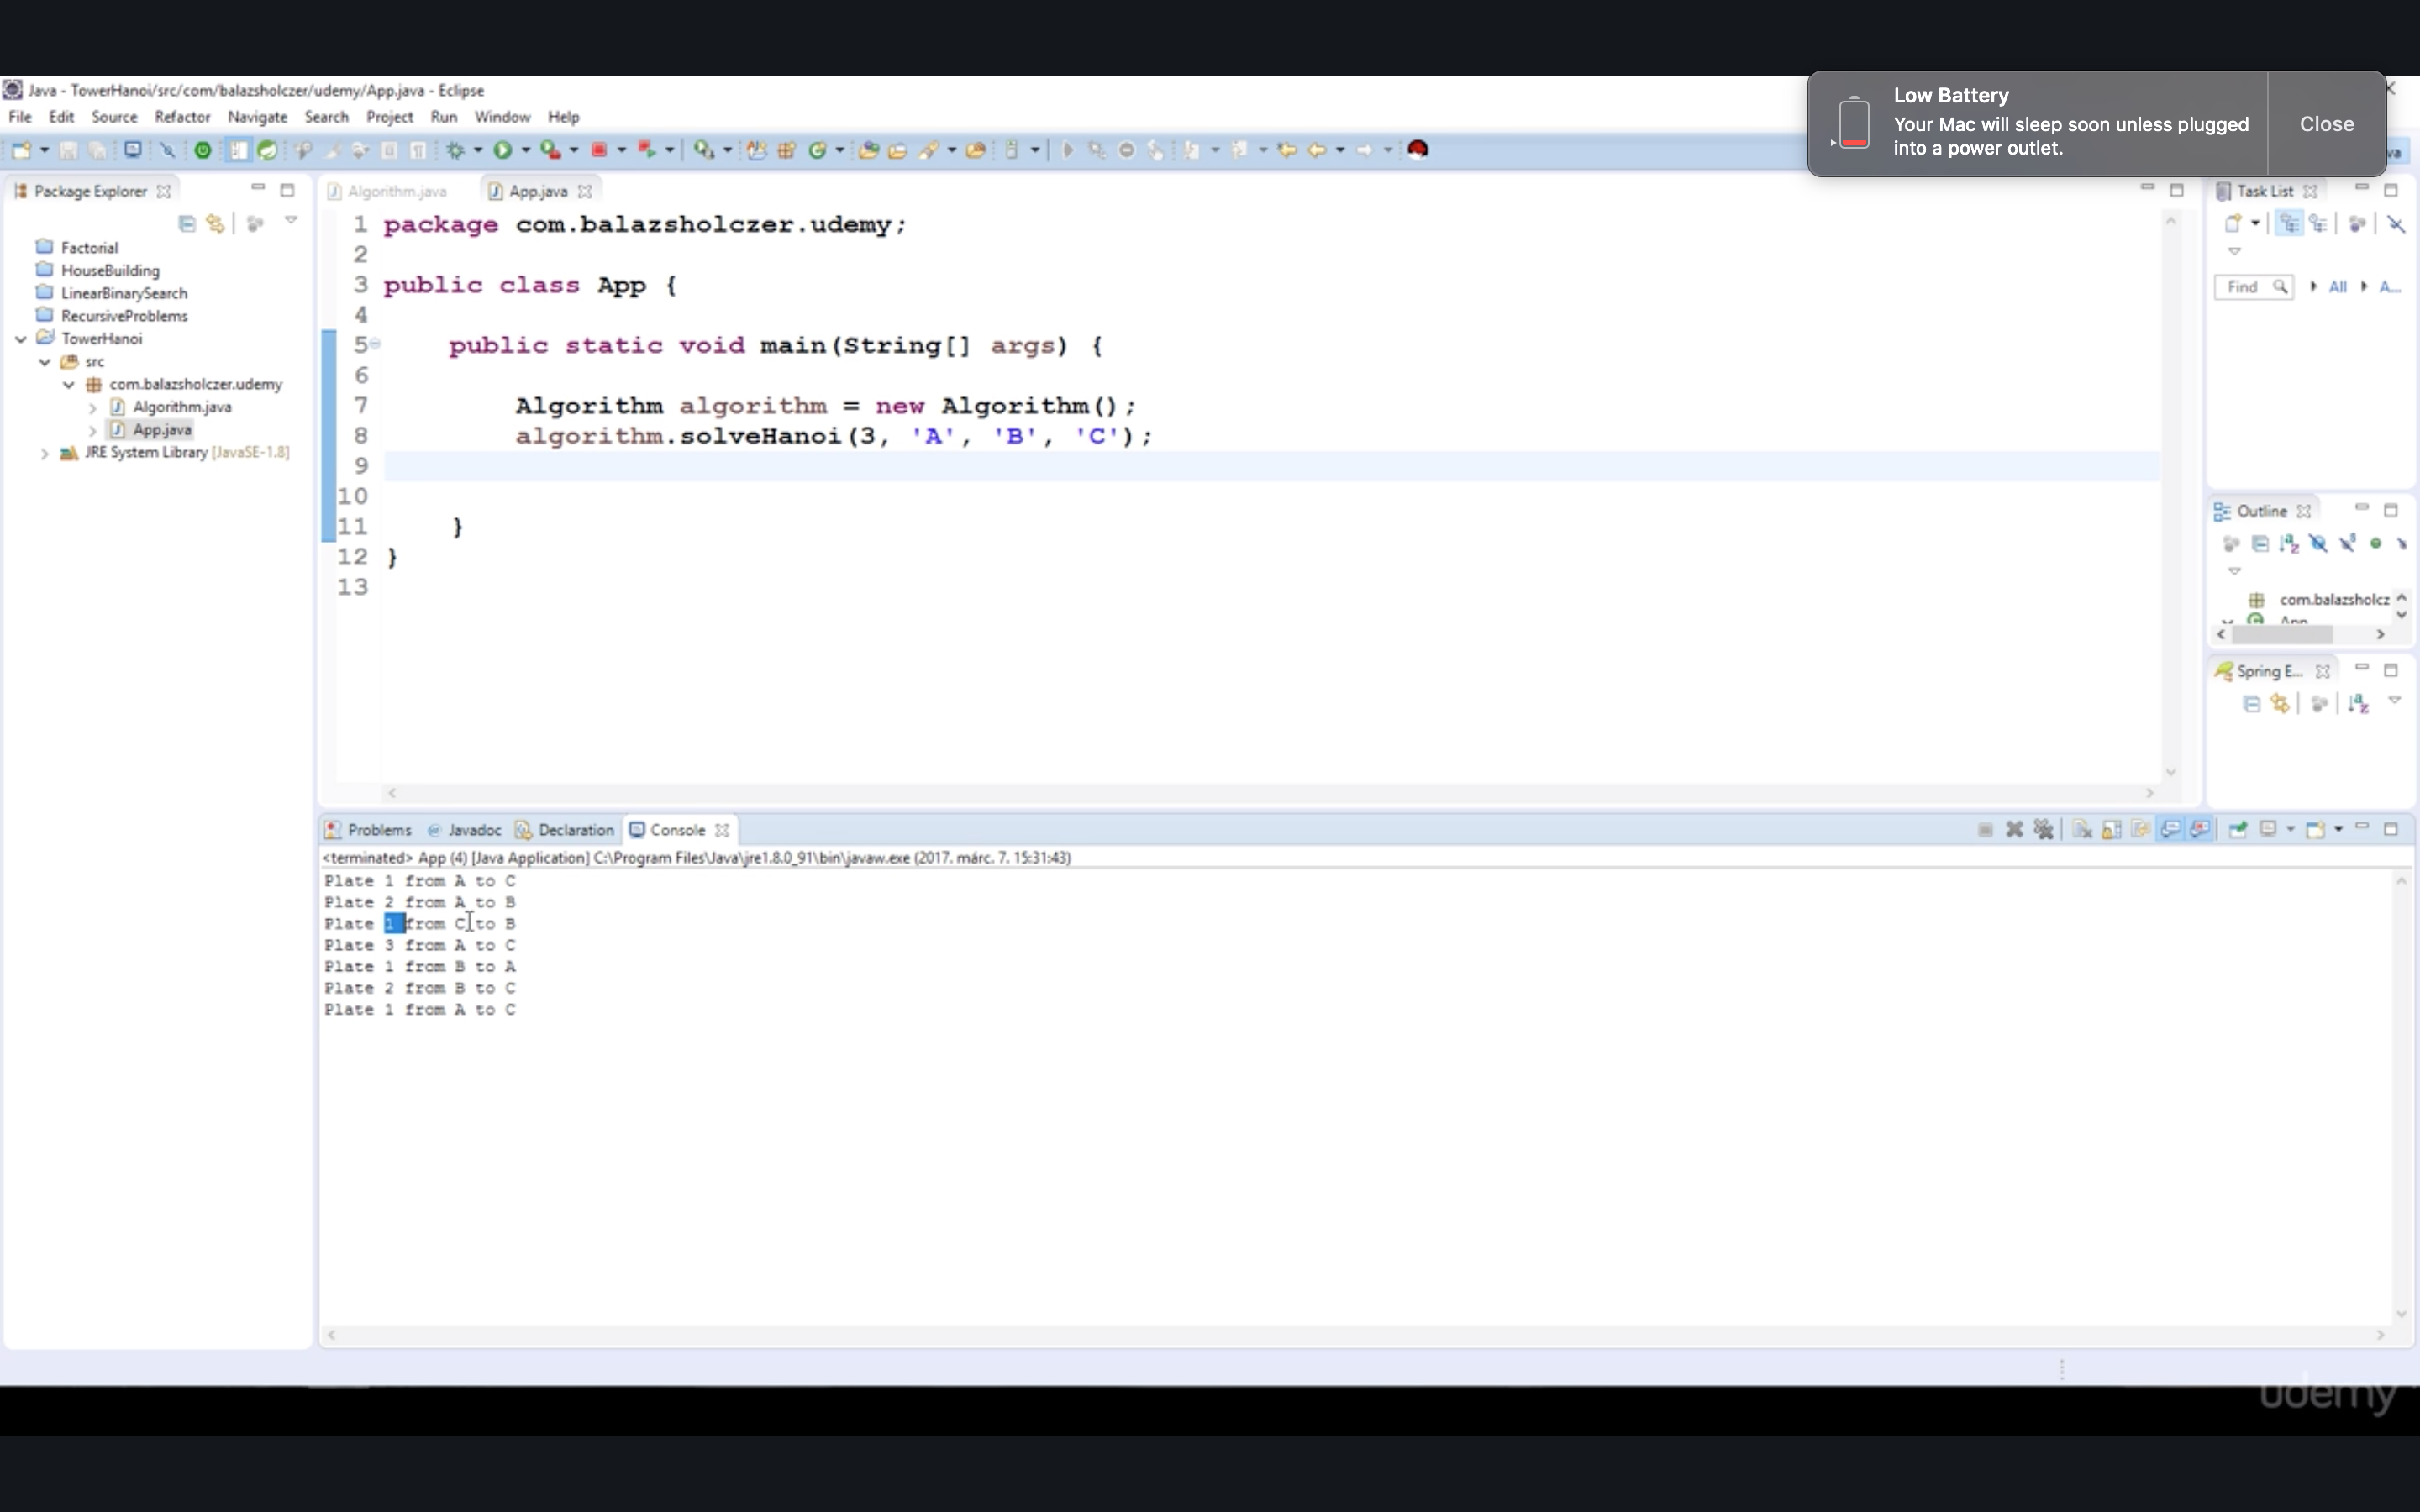 Java - TowerHanoi/src/com/balazsholczer/udemy/App.java - Eclipse
Low Battery
Your Mac will sleep soon unless plugged
into a power outlet.
Close
File Edit Source Refactor Navigate Search Project Run Window Help
Package Explorer
Factorial
HouseBuilding
LinearBinarySearch
RecursiveProblems
TowerHanoi
src
com.balazsholczer.udemy
Algorithm.java
App.java
JRE System Library [JavaSE-1.8]
Algorithm.java App.java
1 package com.balazsholczer.udemy;
2
3 public class App {
4
5 public static void main(String[] args) {
6
7 Algorithm algorithm = new Algorithm();
8 algorithm.solveHanoi(3, 'A', 'B', 'C');
9
10
11 }
12 }
13
Task List
Find All A...
Outline
com.balazsholcz
App
Spring E...
Problems Javadoc Declaration Console
<terminated> App (4) [Java Application] C:\Program Files\Java\jre1.8.0_91\bin\javaw.exe (2017. márc. 7. 15:31:43)
Plate 1 from A to C
Plate 2 from A to B
Plate 1 from C to B
Plate 3 from A to C
Plate 1 from B to A
Plate 2 from B to C
Plate 1 from A to C
udemy